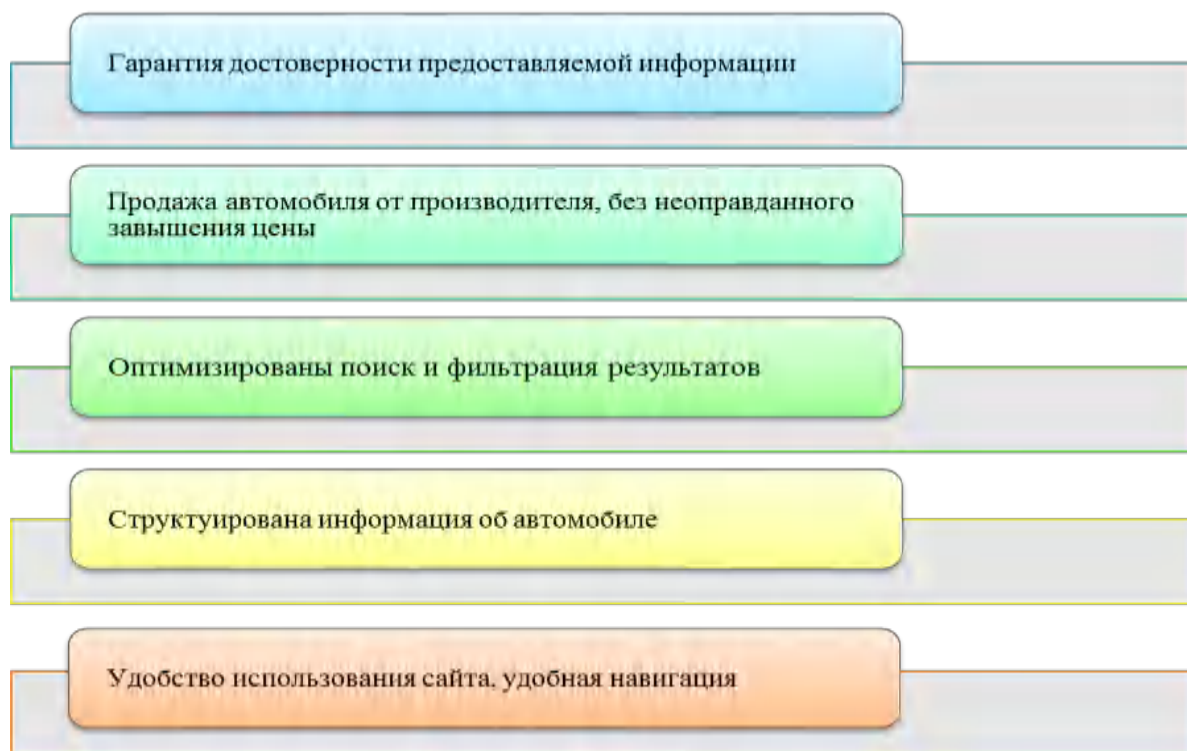 Гарантия достоверности предоставляемой информации
Продажа автомобиля от производителя, без неоправданного
завышения цены
Оптимизированы поиск и фильтрация результатов
Структуирована информация об автомобиле
Удобство использования сайта, удобная навигация